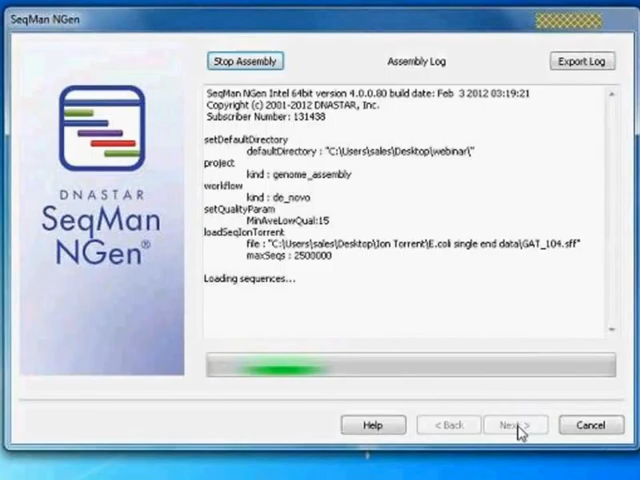 SeqMan NGen
Stop Assembly
Assembly Log
Export Log
SeqMan NGen Intel 64bit version 4.0.0.80 build date: Feb 3 2012 03:19:21
Copyright (c) 2001-2012 DNASTAR, Inc.
Subscriber Number: 131438
setDefaultDirectory
defaultDirectory : "C:\Users\sales\Desktop\webinar\"
project
kind : genome_assembly
workflow
kind : de_novo
setQualityParam
MinAveLowQual:15
loadSeqIonTorrent
file : "C:\Users\sales\Desktop\Ion Torrent\E.coli single end data\GAT_104.sff"
maxSeqs : 2500000
Loading sequences...
DNASTAR
SeqMan
NGen®
Help
< Back
Next >
Cancel